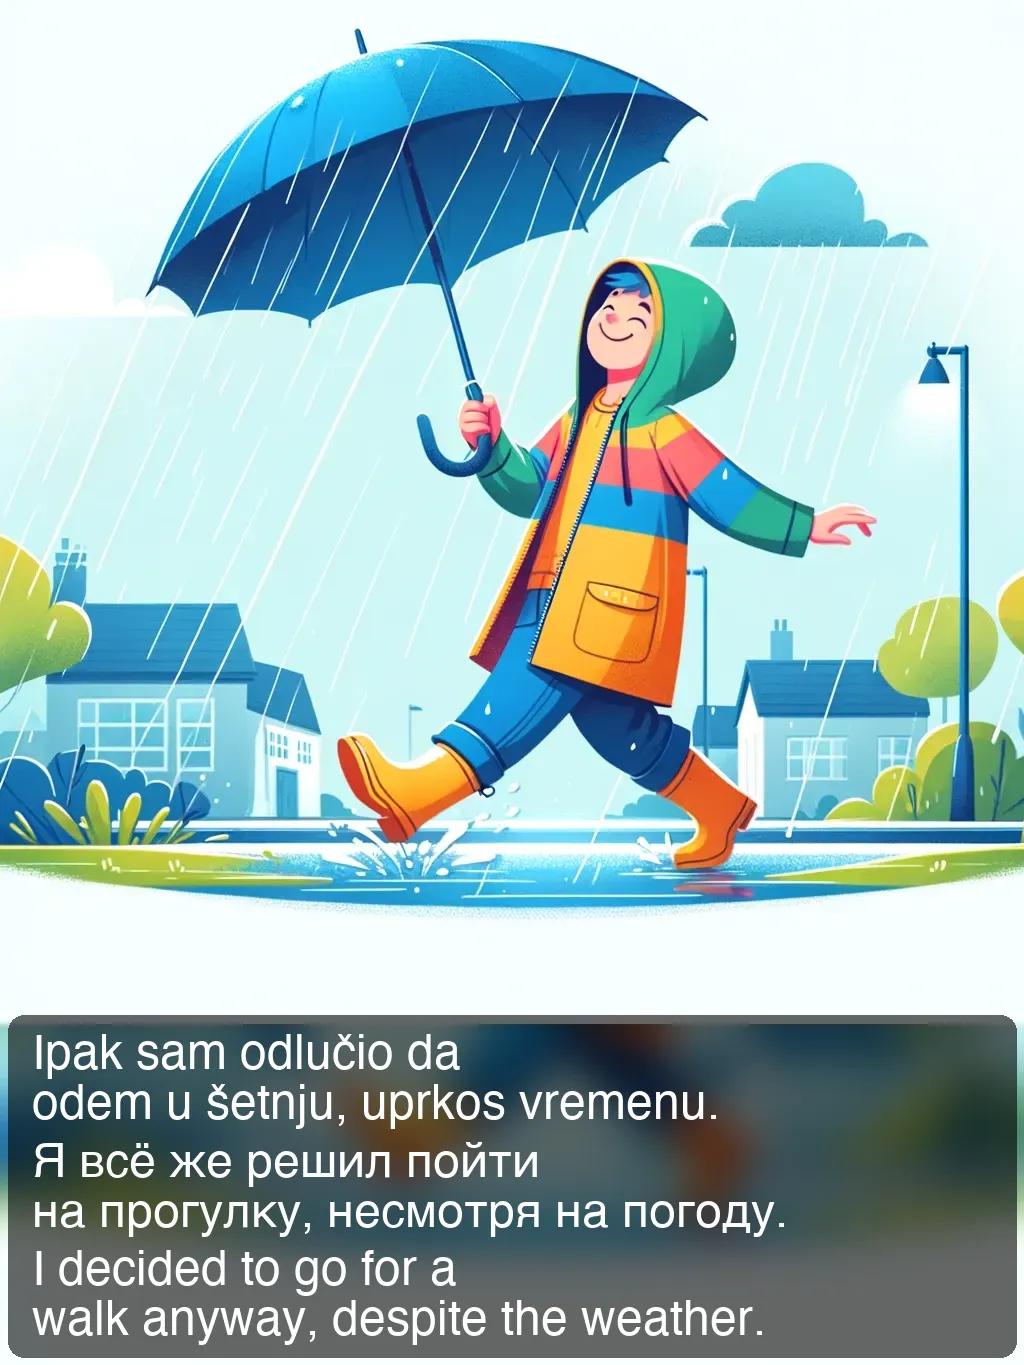 Ipak sam odlučio da
odem u šetnju, uprkos vremenu.
Я всё же решил пойти
на прогулку, несмотря на погоду.
I decided to go for a
walk anyway, despite the weather.